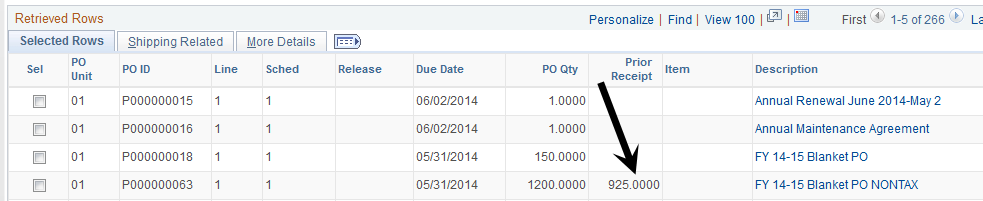 Retrieved Rows Personalize | Find | View 100 | | First 1-5 of 266 La
Selected Rows Shipping Related More Details
Sel PO Unit PO ID Line Sched Release Due Date PO Qty Prior Receipt Item Description
01 P000000015 1 1 06/02/2014 1.0000 Annual Renewal June 2014-May 2
01 P000000016 1 1 06/02/2014 1.0000 Annual Maintenance Agreement
01 P000000018 1 1 05/31/2014 150.0000 FY 14-15 Blanket PO
01 P000000063 1 1 05/31/2014 1200.0000 925.0000 FY 14-15 Blanket PO NONTAX